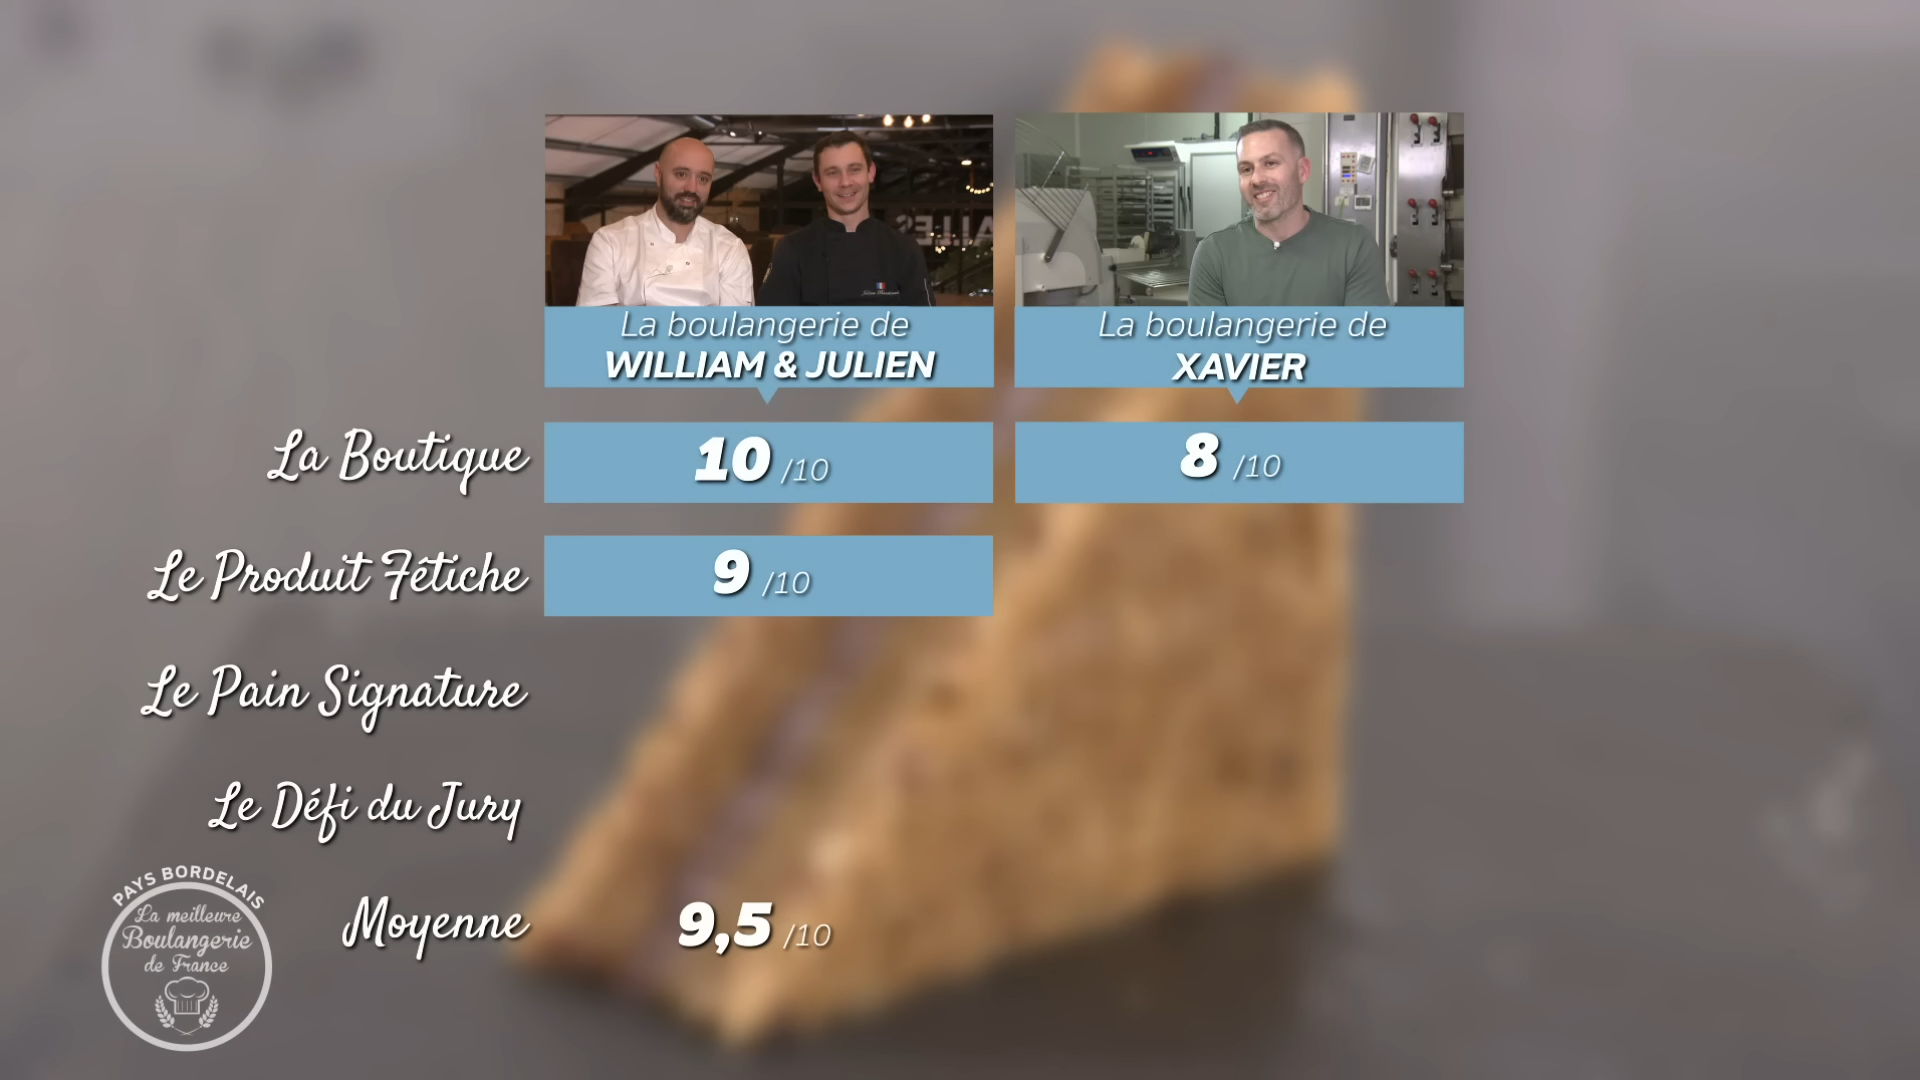 La boulangerie de
WILLIAM & JULIEN
La boulangerie de
XAVIER
La Boutique
10 /10
8 /10
Le Produit Fétiche
9 /10
Le Pain Signature
Le Défi du Jury
Moyenne
9,5 /10
PAYS BORDELAIS
La meilleure
Boulangerie
de France